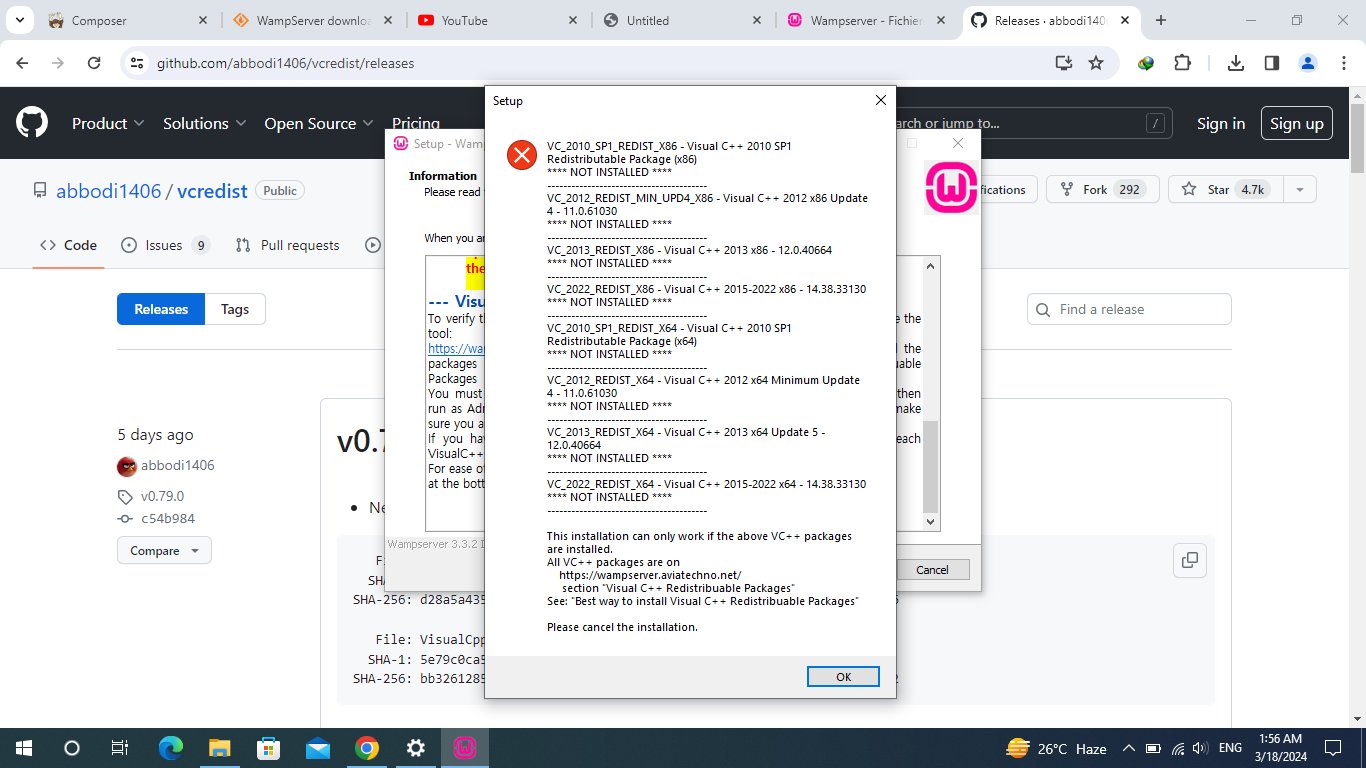 Composer
WampServer downloa
YouTube
Untitled
Wampserver - Fichier
Releases · abbodi1406
github.com/abbodi1406/vcredist/releases
Product
Solutions
Open Source
Pricing
arch or jump to...
/
Sign in
Sign up
abbodi1406 / vcredist
Public
ifications
Fork 292
Star 4.7k
Code
Issues 9
Pull requests
Releases
Tags
Find a release
5 days ago
abbodi1406
v0.79.0
c54b984
Compare
v0.7
Ne
SHA-256: d28a5a435
File: VisualCpp
SHA-1: 5e79c0ca5
SHA-256: bb3261285
Setup - Wam
Information
Please read
When you ar
the
--- Visu
To verify th
e the
tool:
https://wa
the
packages
uable
Packages
You must
then
run as Adr
make
sure you a
If you hav
each
VisualC++
For ease of
at the bott
Wampserver 3.3.2
Cancel
Setup
VC_2010_SP1_REDIST_X86 - Visual C++ 2010 SP1
Redistributable Package (x86)
**** NOT INSTALLED ****
----------------------------------------
VC_2012_REDIST_MIN_UPD4_X86 - Visual C++ 2012 x86 Update
4 - 11.0.61030
**** NOT INSTALLED ****
----------------------------------------
VC_2013_REDIST_X86 - Visual C++ 2013 x86 - 12.0.40664
**** NOT INSTALLED ****
----------------------------------------
VC_2022_REDIST_X86 - Visual C++ 2015-2022 x86 - 14.38.33130
**** NOT INSTALLED ****
----------------------------------------
VC_2010_SP1_REDIST_X64 - Visual C++ 2010 SP1
Redistributable Package (x64)
**** NOT INSTALLED ****
----------------------------------------
VC_2012_REDIST_X64 - Visual C++ 2012 x64 Minimum Update
4 - 11.0.61030
**** NOT INSTALLED ****
----------------------------------------
VC_2013_REDIST_X64 - Visual C++ 2013 x64 Update 5 -
12.0.40664
**** NOT INSTALLED ****
----------------------------------------
VC_2022_REDIST_X64 - Visual C++ 2015-2022 x64 - 14.38.33130
**** NOT INSTALLED ****
----------------------------------------
This installation can only work if the above VC++ packages
are installed.
All VC++ packages are on
https://wampserver.aviatechno.net/
section "Visual C++ Redistribuable Packages"
See: "Best way to install Visual C++ Redistribuable Packages"
Please cancel the installation.
OK
26°C Haze
ENG
1:56 AM
3/18/2024